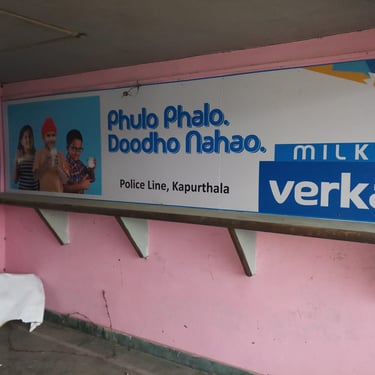 Phulo Phalo.
Doodho Nahao.
Police Line, Kapurthala
MILK
verka